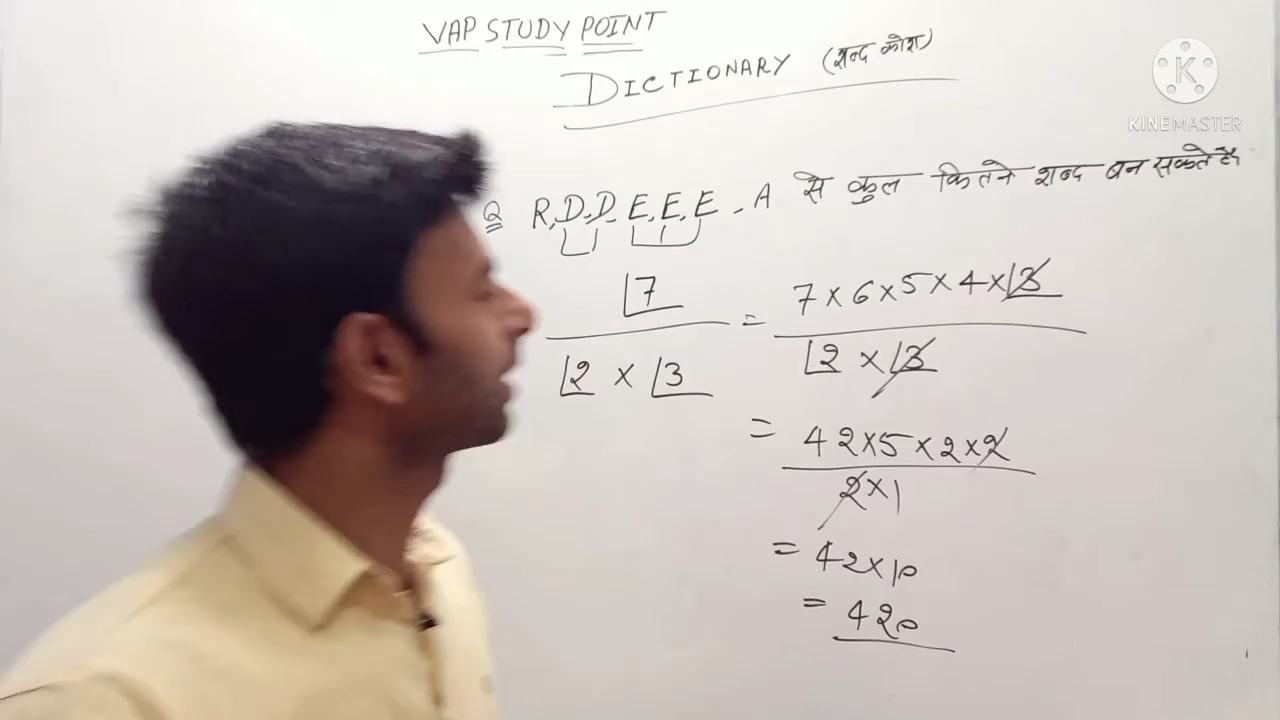 VAP STUDY POINT
DICTIONARY (शब्द कोश)
KINEMASTER
Q R, D, D, E, E, E, A से कुल कितने शब्द बन सकते है
⌊7 / ⌊2 × ⌊3 = 7 × 6 × 5 × 4 × ⌊3 / ⌊2 × ⌊3
= 42 × 5 × 2 × 2 / 2 × 1
= 42 × 10
= 420